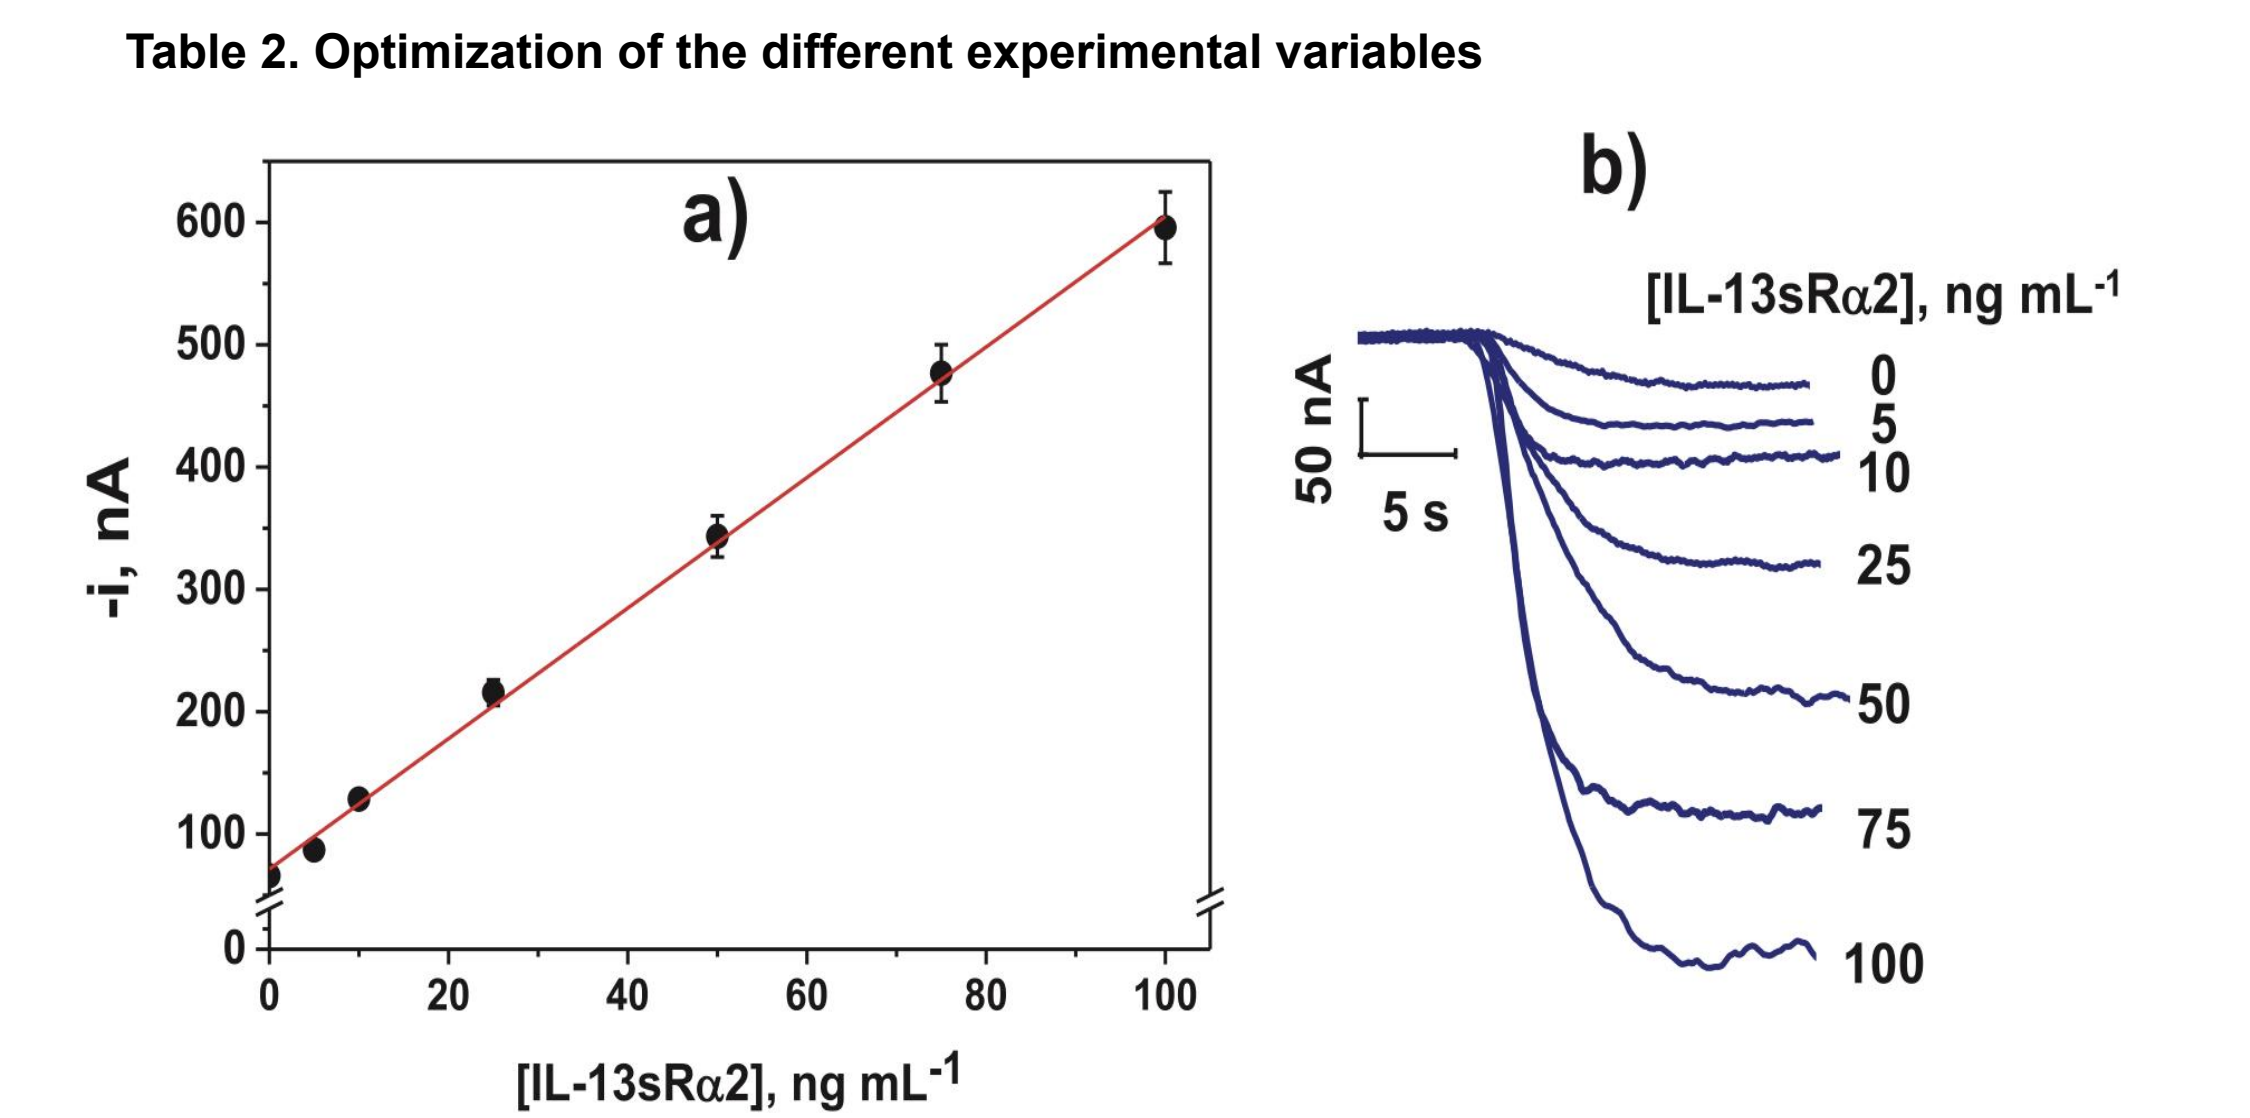 Table 2. Optimization of the different experimental variables
a)
600
500
400
300
200
100
0
-i, nA
0 20 40 60 80 100
[IL-13sRα2], ng mL-1
b)
[IL-13sRα2], ng mL-1
50 nA
5 s
0
5
10
25
50
75
100